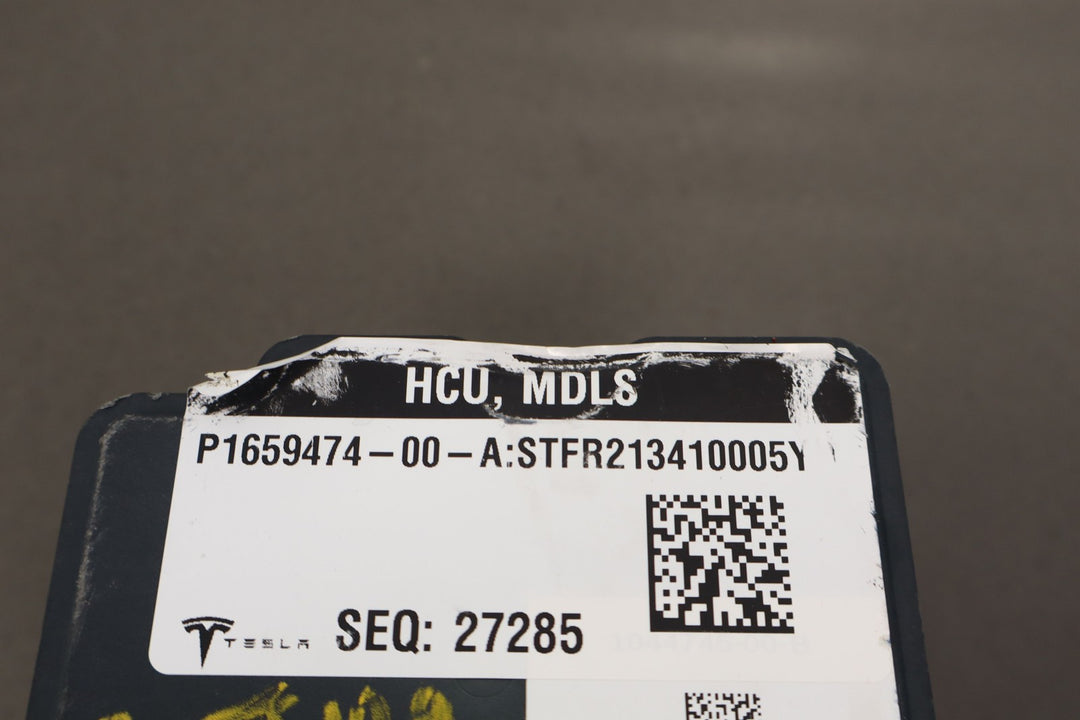 HCU, MDLS
P1659474-00-A:STFR213410005Y
TESLA SEQ: 27285